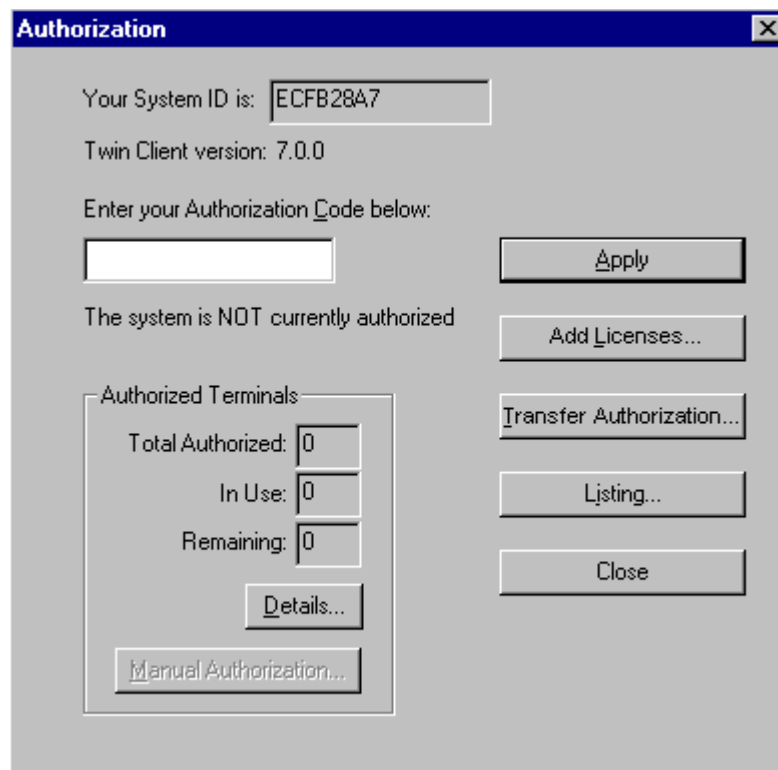 Authorization
Your System ID is: ECFB28A7
Twin Client version: 7.0.0
Enter your Authorization Code below:
Apply
The system is NOT currently authorized
Add Licenses...
Authorized Terminals
Transfer Authorization...
Total Authorized: 0
In Use: 0
Listing...
Remaining: 0
Close
Details...
Manual Authorization...